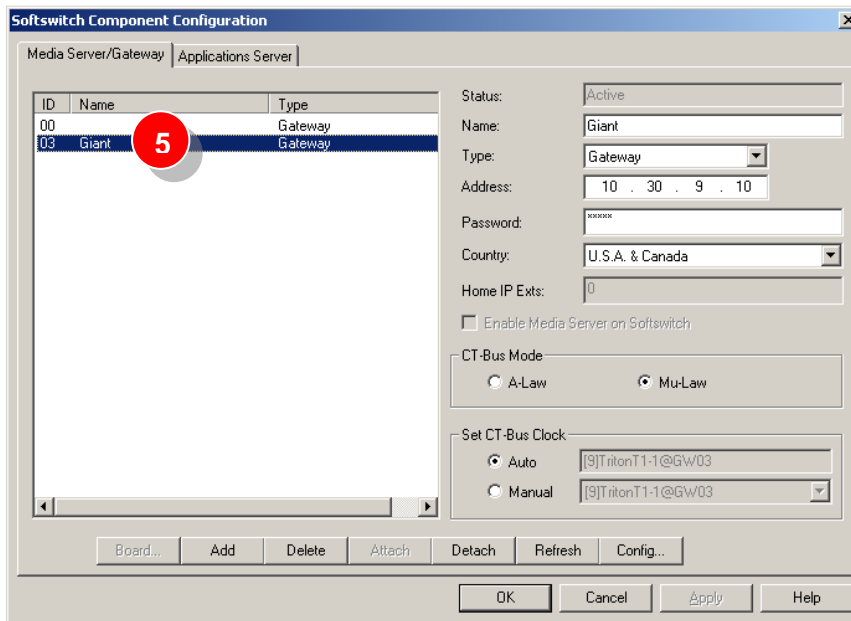 Softswitch Component Configuration
Media Server/Gateway Applications Server
ID Name Type
00 Gateway
03 Giant Gateway
5
Status: Active
Name: Giant
Type: Gateway
Address: 10 . 30 . 9 . 10
Password: *****
Country: U.S.A. & Canada
Home IP Exts: 0
Enable Media Server on Softswitch
CT-Bus Mode
A-Law Mu-Law
Set CT-Bus Clock
Auto [9]TritonT1-1@GW03
Manual [9]TritonT1-1@GW03
Board... Add Delete Attach Detach Refresh Config...
OK Cancel Apply Help